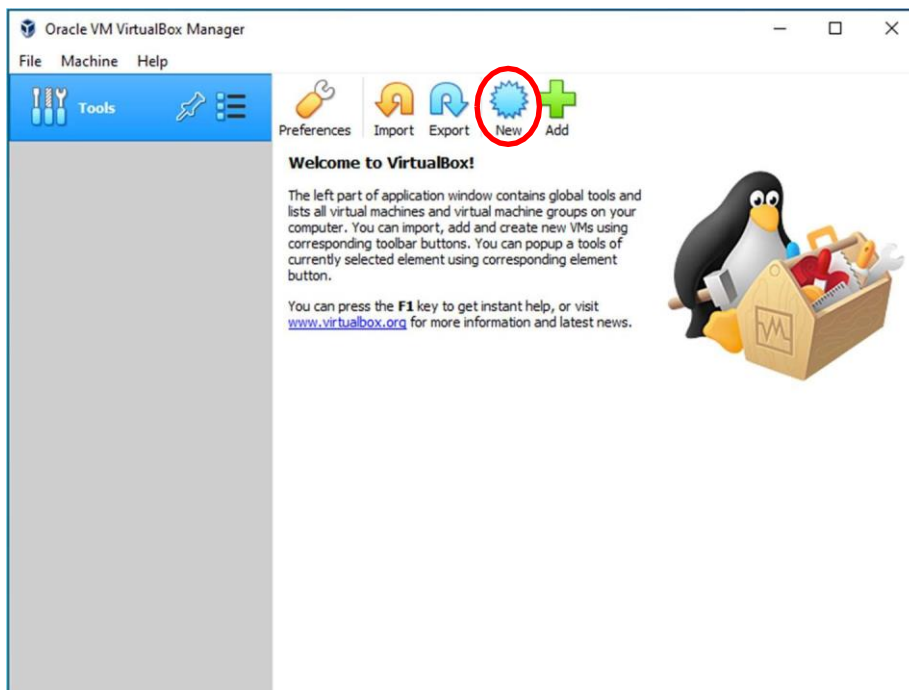 Oracle VM VirtualBox Manager
File Machine Help
Tools
Preferences Import Export New Add
Welcome to VirtualBox!
The left part of application window contains global tools and
lists all virtual machines and virtual machine groups on your
computer. You can import, add and create new VMs using
corresponding toolbar buttons. You can popup a tools of
currently selected element using corresponding element
button.
You can press the F1 key to get instant help, or visit
www.virtualbox.org for more information and latest news.